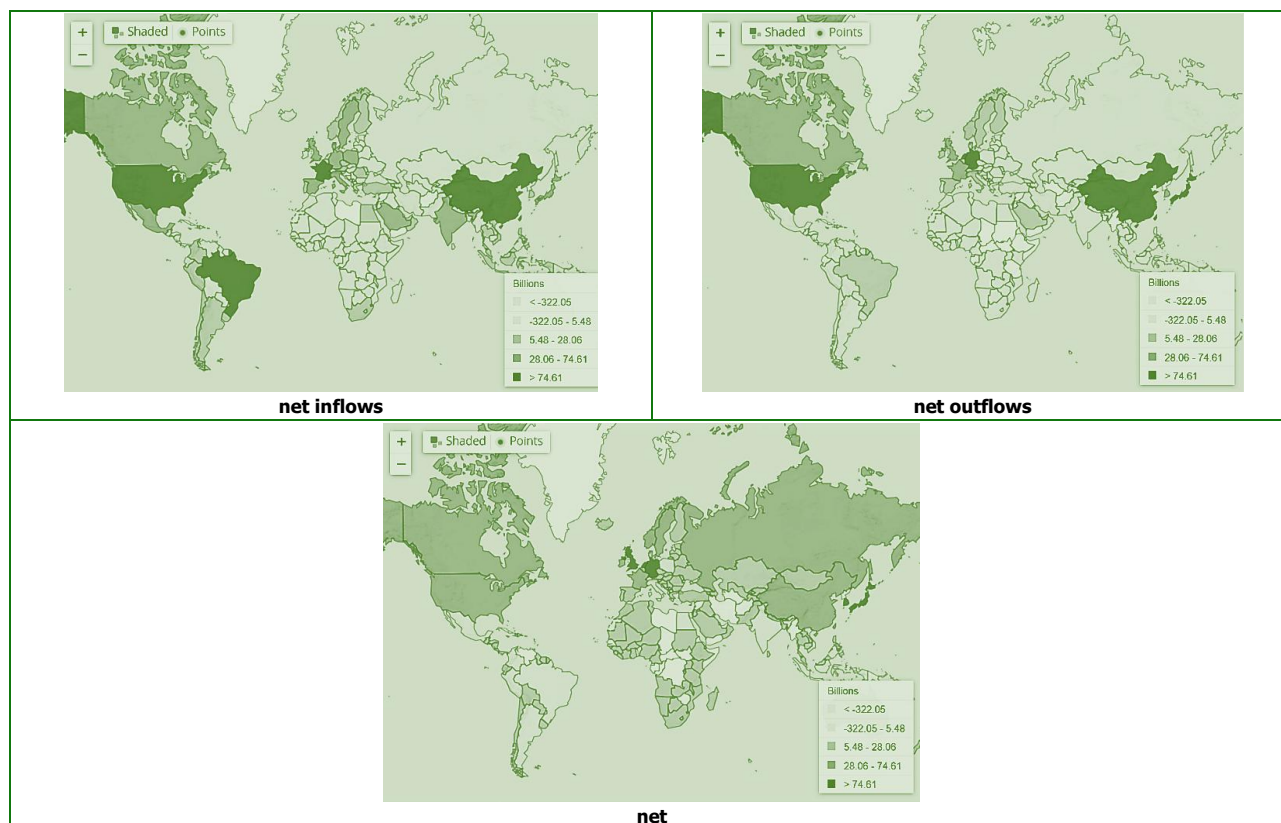 +
−
Shaded Points
Billions
< -322.05
-322.05 - 5.48
5.48 - 28.06
28.06 - 74.61
> 74.61
net inflows
+
−
Shaded Points
Billions
< -322.05
-322.05 - 5.48
5.48 - 28.06
28.06 - 74.61
> 74.61
net outflows
+
−
Shaded Points
Billions
< -322.05
-322.05 - 5.48
5.48 - 28.06
28.06 - 74.61
> 74.61
net